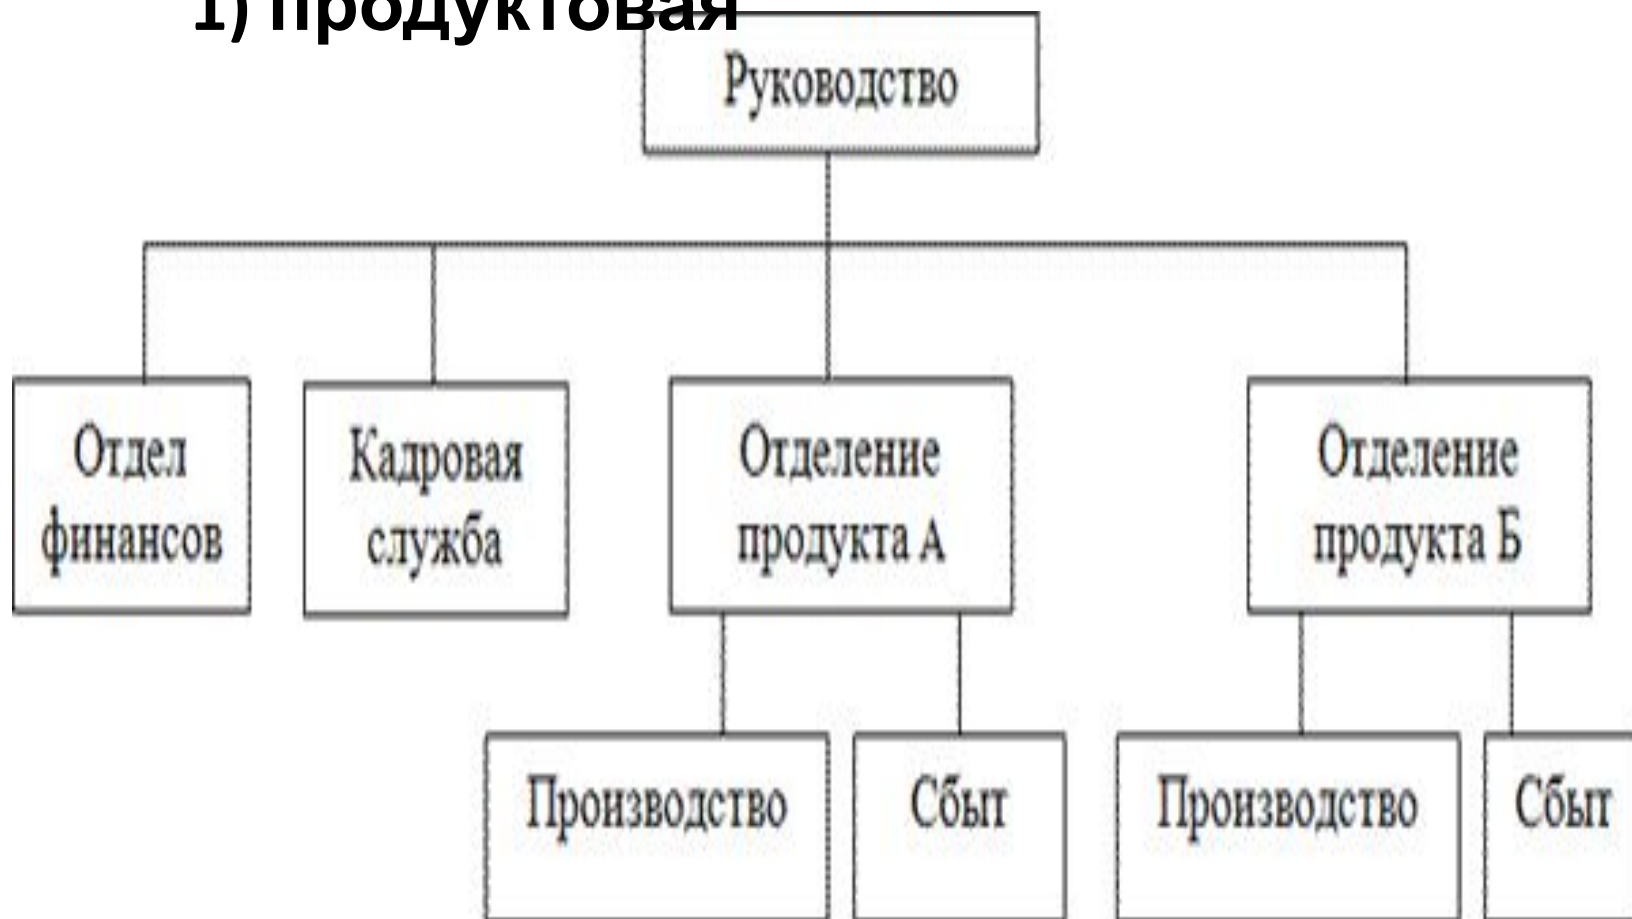 1) продуктовая
Руководство
Отдел
финансов
Кадровая
служба
Отделение
продукта А
Отделение
продукта Б
Производство
Сбыт
Производство
Сбыт